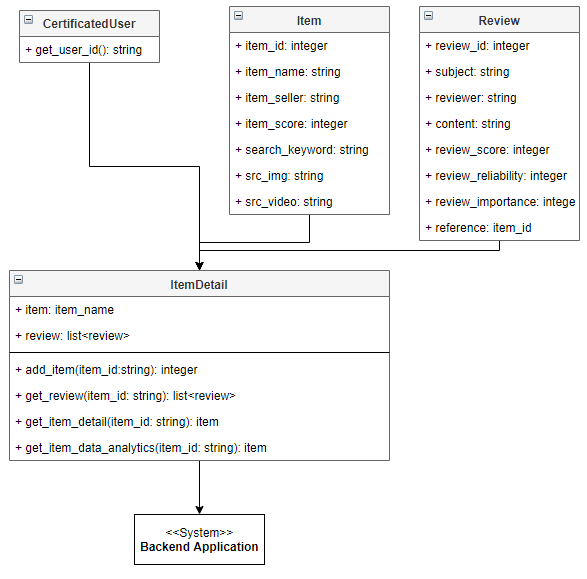 CertificatedUser
+ get_user_id(): string
Item
+ item_id: integer
+ item_name: string
+ item_seller: string
+ item_score: integer
+ search_keyword: string
+ src_img: string
+ src_video: string
Review
+ review_id: integer
+ subject: string
+ reviewer: string
+ content: string
+ review_score: integer
+ review_reliability: integer
+ review_importance: intege
+ reference: item_id
ItemDetail
+ item: item_name
+ review: list<review>
+ add_item(item_id:string): integer
+ get_review(item_id: string): list<review>
+ get_item_detail(item_id: string): item
+ get_item_data_analytics(item_id: string): item
<<System>>
Backend Application